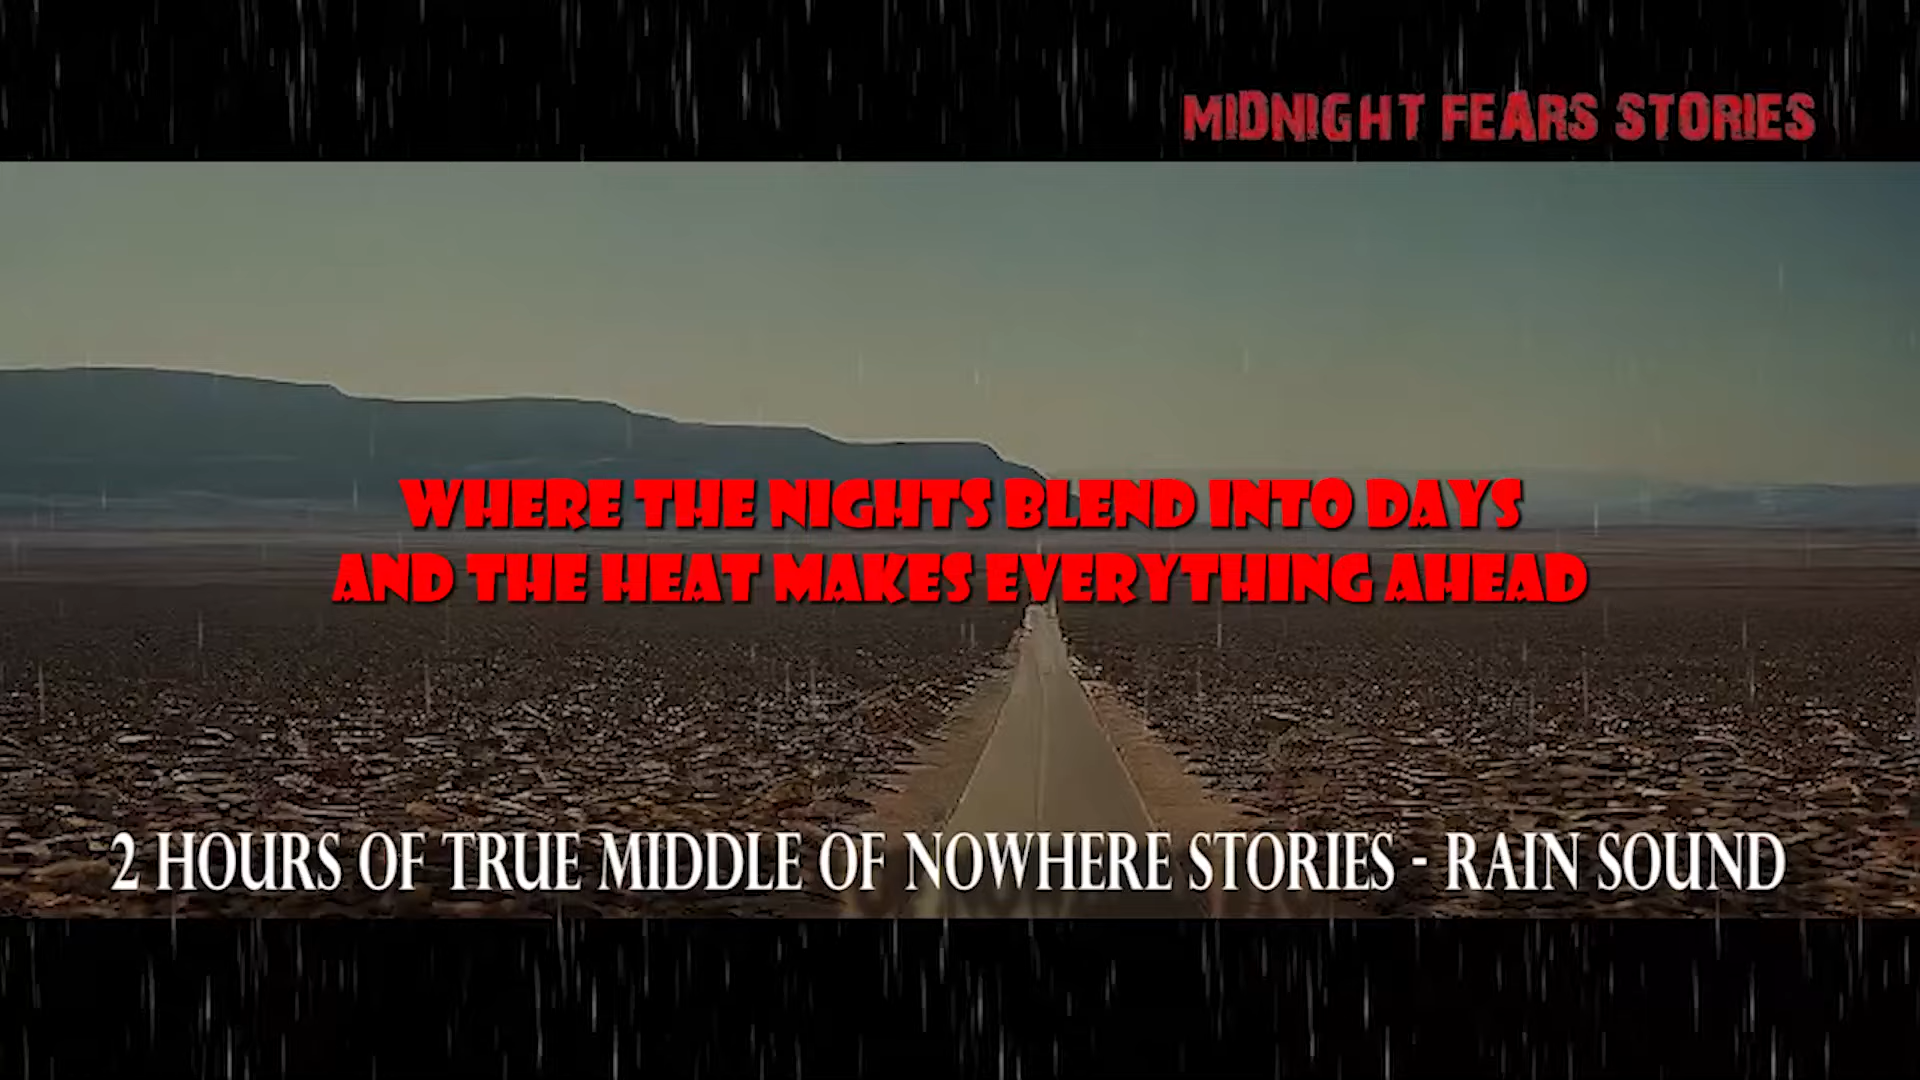 MIDNIGHT FEARS STORIES
WHERE THE NIGHTS BLEND INTO DAYS
AND THE HEAT MAKES EVERYTHING AHEAD
2 HOURS OF TRUE MIDDLE OF NOWHERE STORIES - RAIN SOUND